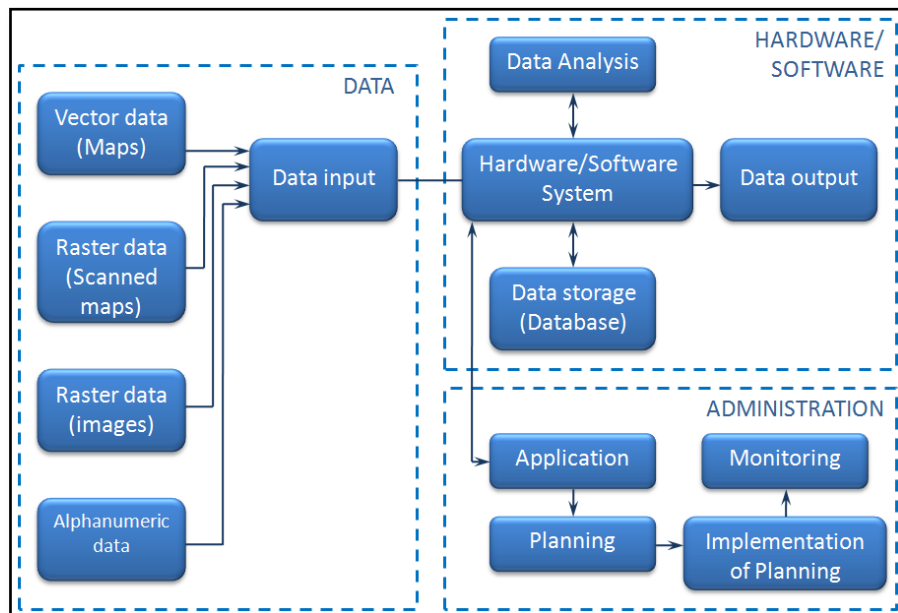 DATA
Vector data
(Maps)
Raster data
(Scanned
maps)
Raster data
(images)
Alphanumeric
data
Data input
HARDWARE/
SOFTWARE
Data Analysis
Hardware/Software
System
Data output
Data storage
(Database)
ADMINISTRATION
Application
Monitoring
Planning
Implementation
of Planning